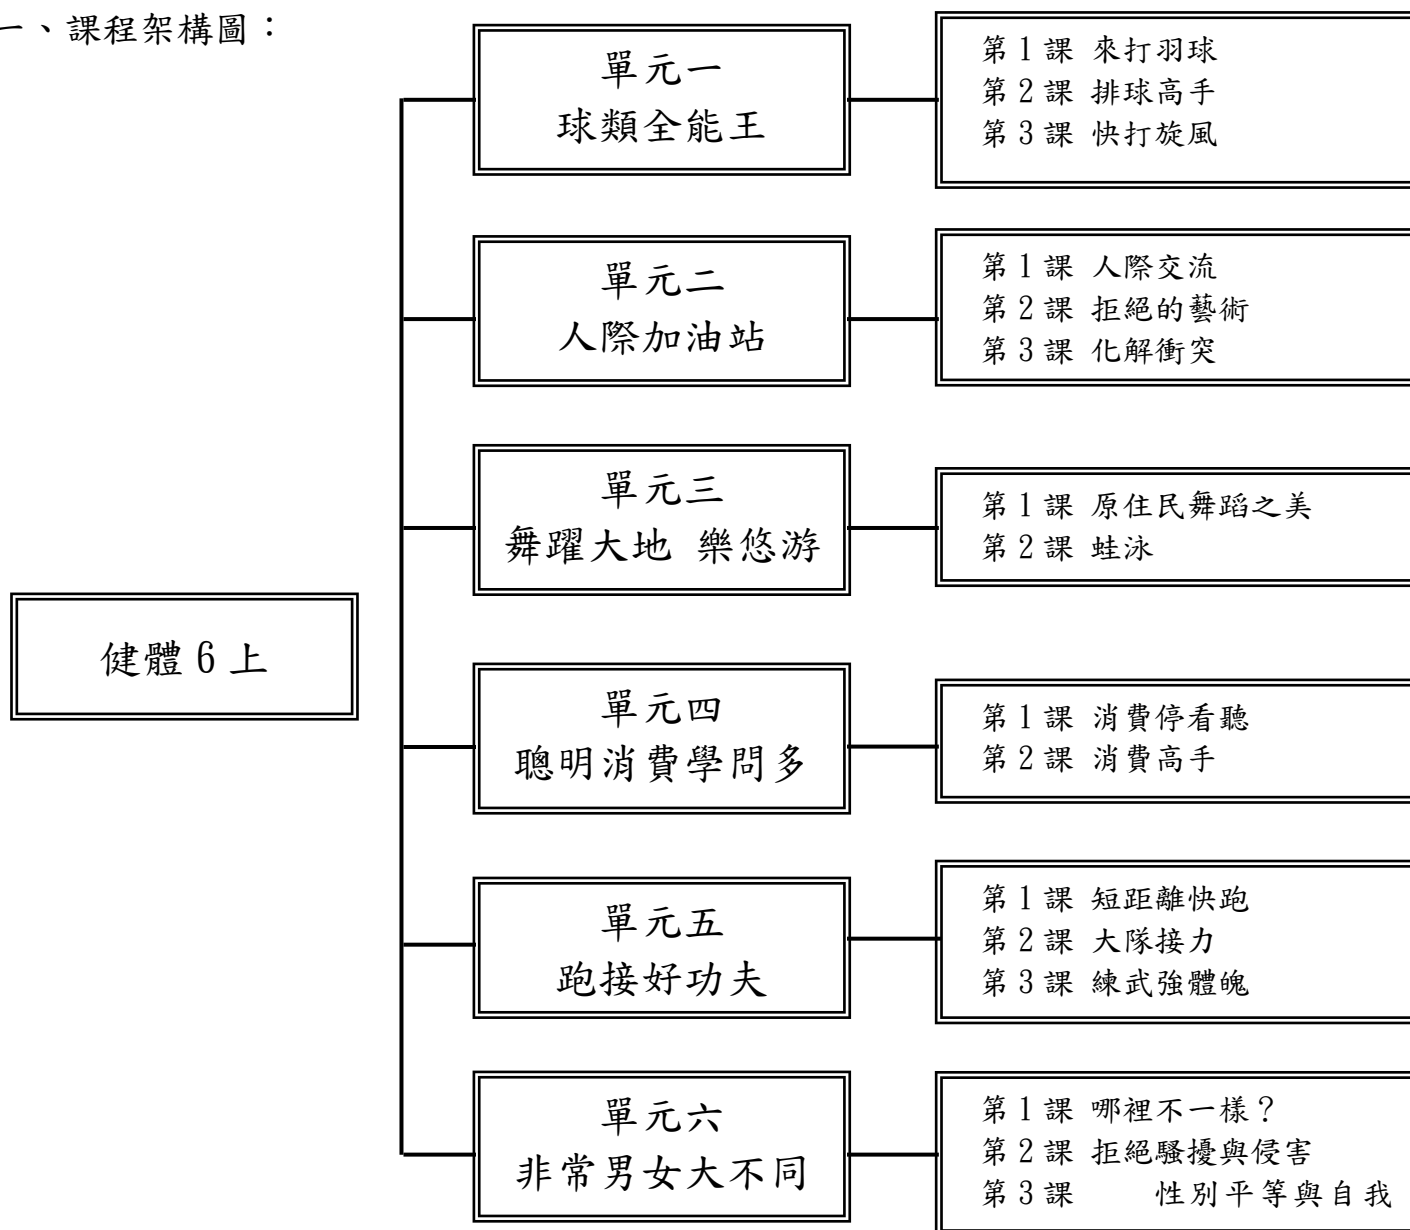 一、課程架構圖：
健體6上
單元一
球類全能王
第1課 來打羽球
第2課 排球高手
第3課 快打旋風
單元二
人際加油站
第1課 人際交流
第2課 拒絕的藝術
第3課 化解衝突
單元三
舞躍大地 樂悠游
第1課 原住民舞蹈之美
第2課 蛙泳
單元四
聰明消費學問多
第1課 消費停看聽
第2課 消費高手
單元五
跑接好功夫
第1課 短距離快跑
第2課 大隊接力
第3課 練武強體魄
單元六
非常男女大不同
第1課 哪裡不一樣？
第2課 拒絕騷擾與侵害
第3課 性別平等與自我